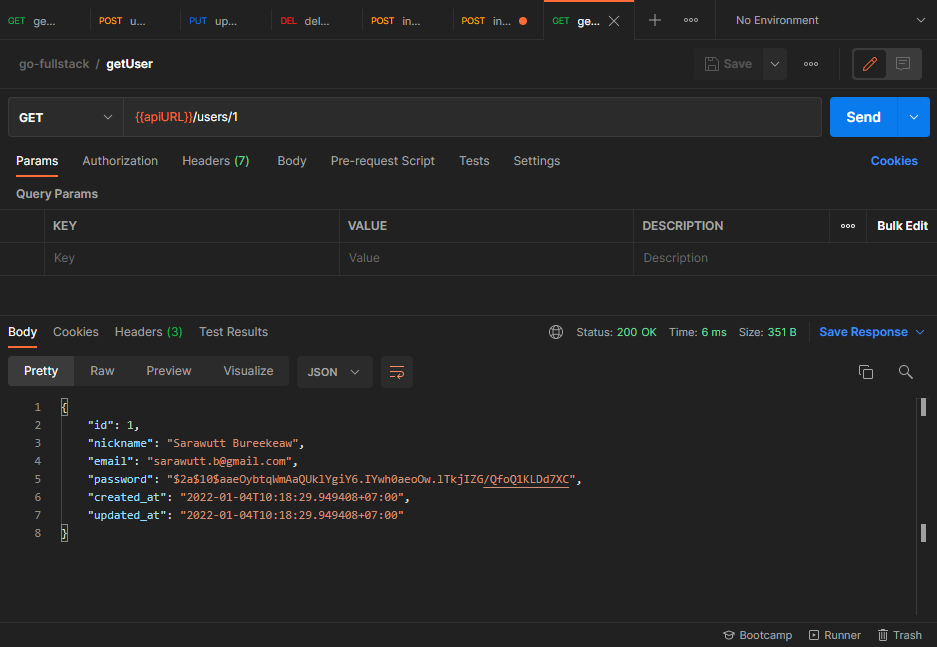 GET ge... POST u... PUT up... DEL del... POST in... POST in... GET ge... No Environment
go-fullstack / getUser Save
GET {{apiURL}}/users/1 Send
Params Authorization Headers (7) Body Pre-request Script Tests Settings Cookies
Query Params
KEY VALUE DESCRIPTION Bulk Edit
Key Value Description
Body Cookies Headers (3) Test Results Status: 200 OK Time: 6 ms Size: 351 B Save Response
Pretty Raw Preview Visualize JSON
1 {
2 "id": 1,
3 "nickname": "Sarawutt Bureekeaw",
4 "email": "sarawutt.b@gmail.com",
5 "password": "$2a$10$aaeOybtqWmAaQUklYgiY6.IYwh0aeoOw.lTkjIZG/QfoQ1KLDd7XC",
6 "created_at": "2022-01-04T10:18:29.949408+07:00",
7 "updated_at": "2022-01-04T10:18:29.949408+07:00"
8 }
Bootcamp Runner Trash